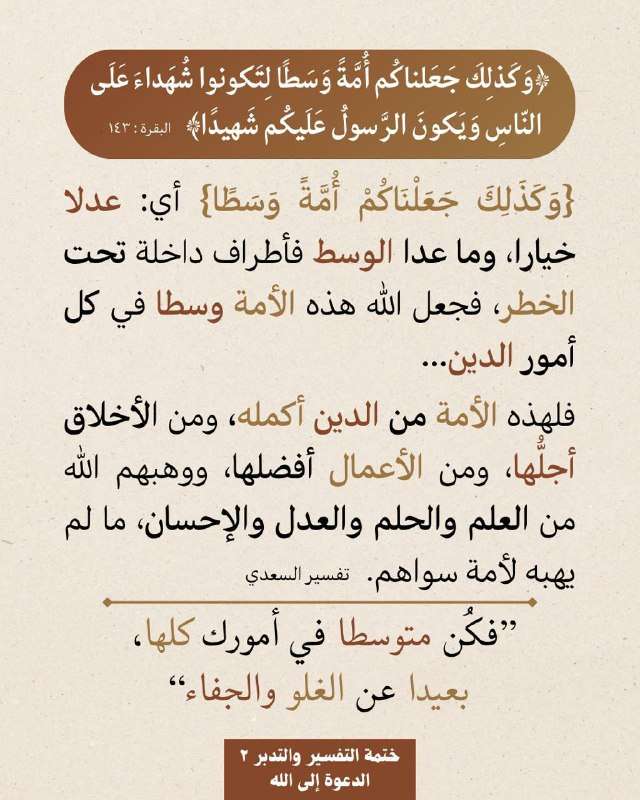 ﴿وَكَذلِكَ جَعَلناكُم أُمَّةً وَسَطًا لِتَكونوا شُهَداءَ عَلَى
النّاسِ وَيَكونَ الرَّسولُ عَلَيكُم شَهيدًا﴾ البقرة : ١٤٣
{وَكَذَلِكَ جَعَلْنَاكُمْ أُمَّةً وَسَطًا} أي: عدلا
خيارا، وما عدا الوسط فأطراف داخلة تحت
الخطر، فجعل الله هذه الأمة وسطا في كل
أمور الدين...
فلهذه الأمة من الدين أكمله، ومن الأخلاق
أجلُّها، ومن الأعمال أفضلها، ووهبهم الله
من العلم والحلم والعدل والإحسان، ما لم
يهبه لأمة سواهم. تفسير السعدي
”فكُن متوسطا في أمورك كلها،
بعيدا عن الغلو والجفاء“
ختمة التفسير والتدبر ٢
الدعوة إلى الله